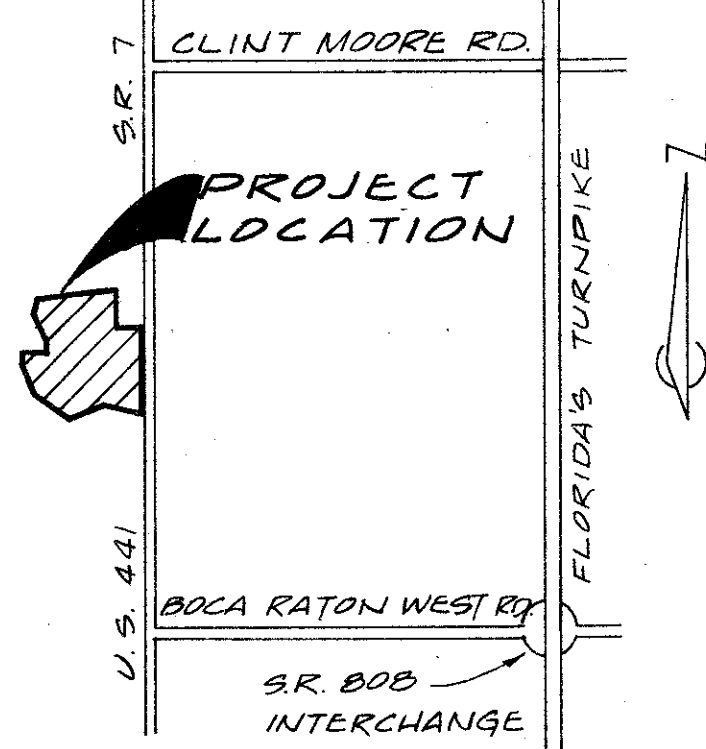 CLINT MOORE RD.
S.R. 7
PROJECT
LOCATION
Z
FLORIDA'S TURNPIKE
U.S. 441
BOCA RATON WEST RD.
S.R. 808
INTERCHANGE